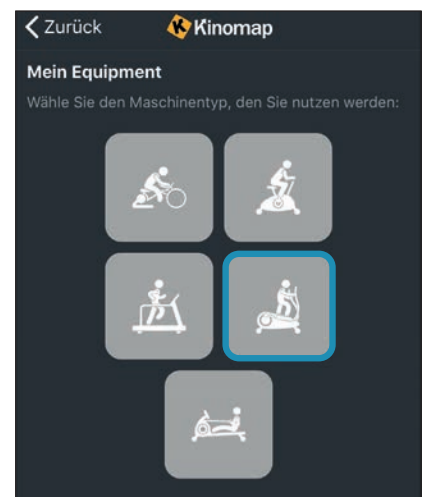 Zurück
Kinomap
Mein Equipment
Wähle Sie den Maschinentyp, den Sie nutzen werden: